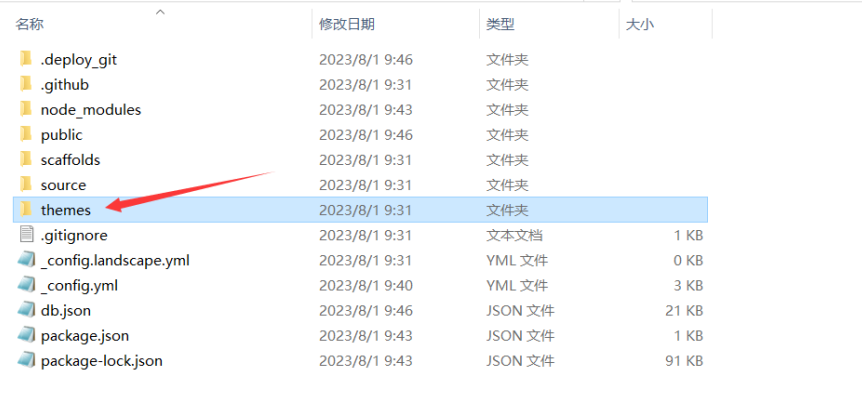 名称 修改日期 类型 大小
.deploy_git 2023/8/1 9:46 文件夹
.github 2023/8/1 9:31 文件夹
node_modules 2023/8/1 9:43 文件夹
public 2023/8/1 9:46 文件夹
scaffolds 2023/8/1 9:31 文件夹
source 2023/8/1 9:31 文件夹
themes 2023/8/1 9:31 文件夹
.gitignore 2023/8/1 9:31 文本文档 1 KB
_config.landscape.yml 2023/8/1 9:31 YML 文件 0 KB
_config.yml 2023/8/1 9:40 YML 文件 3 KB
db.json 2023/8/1 9:46 JSON 文件 21 KB
package.json 2023/8/1 9:43 JSON 文件 1 KB
package-lock.json 2023/8/1 9:43 JSON 文件 91 KB